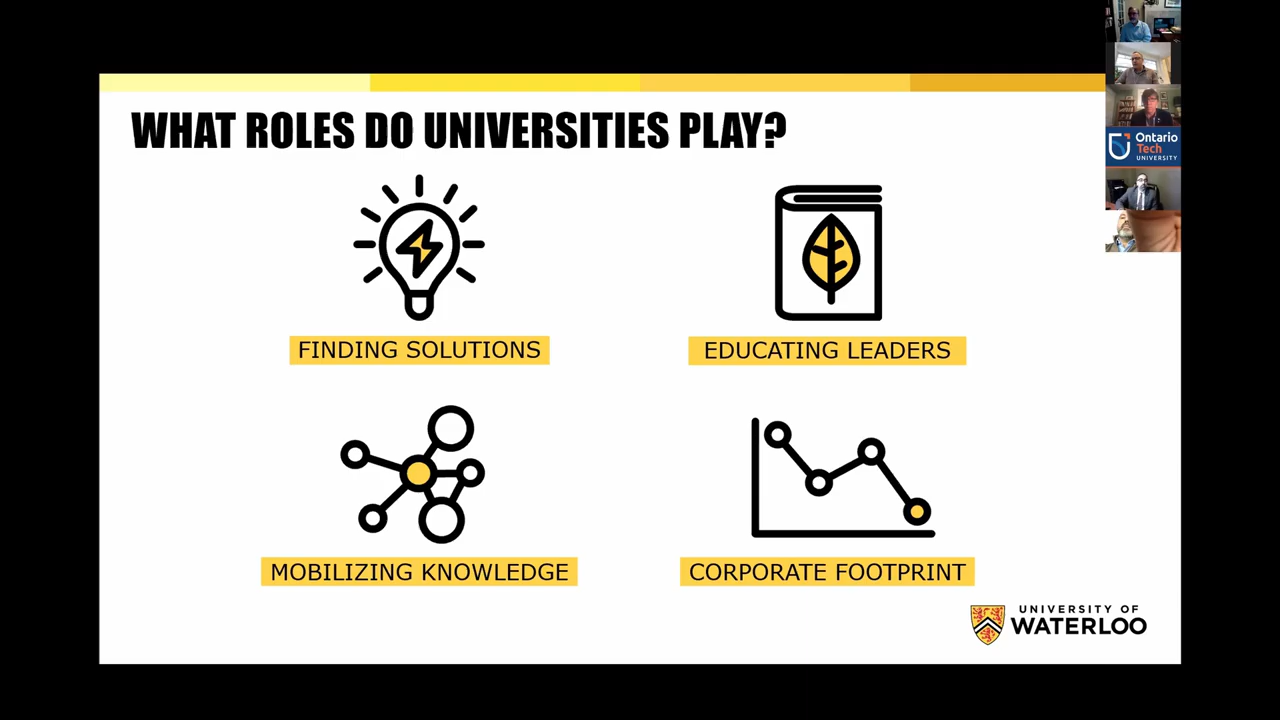 WHAT ROLES DO UNIVERSITIES PLAY?
FINDING SOLUTIONS
EDUCATING LEADERS
MOBILIZING KNOWLEDGE
CORPORATE FOOTPRINT
UNIVERSITY OF
WATERLOO
Ontario
Tech
UNIVERSITY